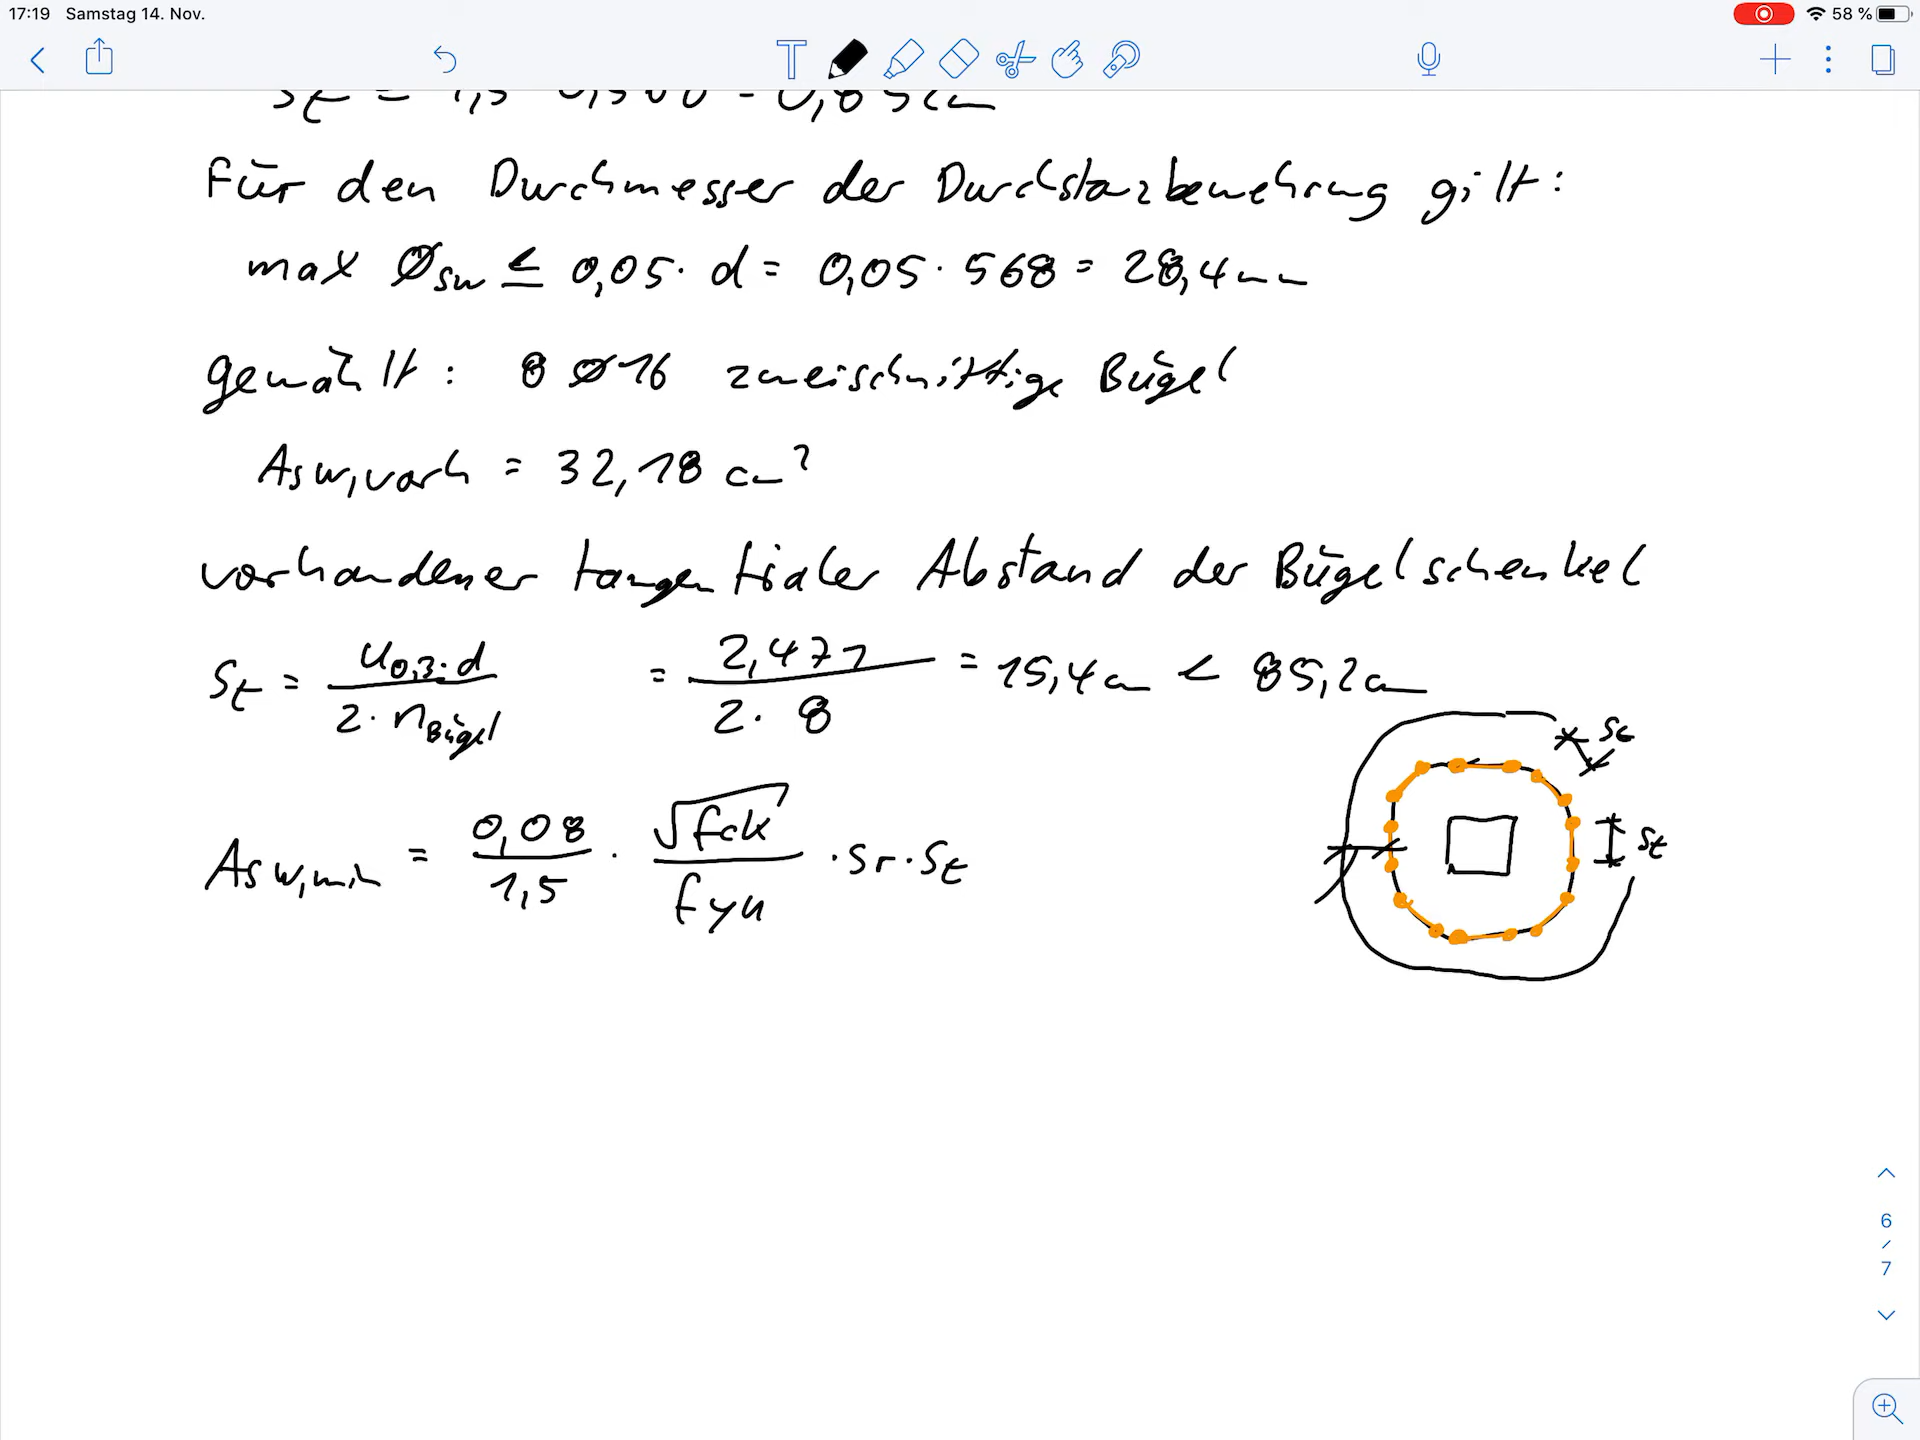 17:19 Samstag 14. Nov.
58 %
T
Für den Durchmesser der Durchstanzbewehrung gilt:
max Øsw ≤ 0,05 · d = 0,05 · 568 = 28,4mm
gewählt: 8 Ø 16 zweischnittige Bügel
Asw,vorh = 32,18 cm²
vorhandener tangentialer Abstand der Bügelschenkel
St = u0,3·d / 2 · nBügel = 2,471 / 2 · 8 = 15,4cm < 85,2cm
St
St
Asw,min = 0,08 / 1,5 · √fck / fyk · Sr · St
6
/
7